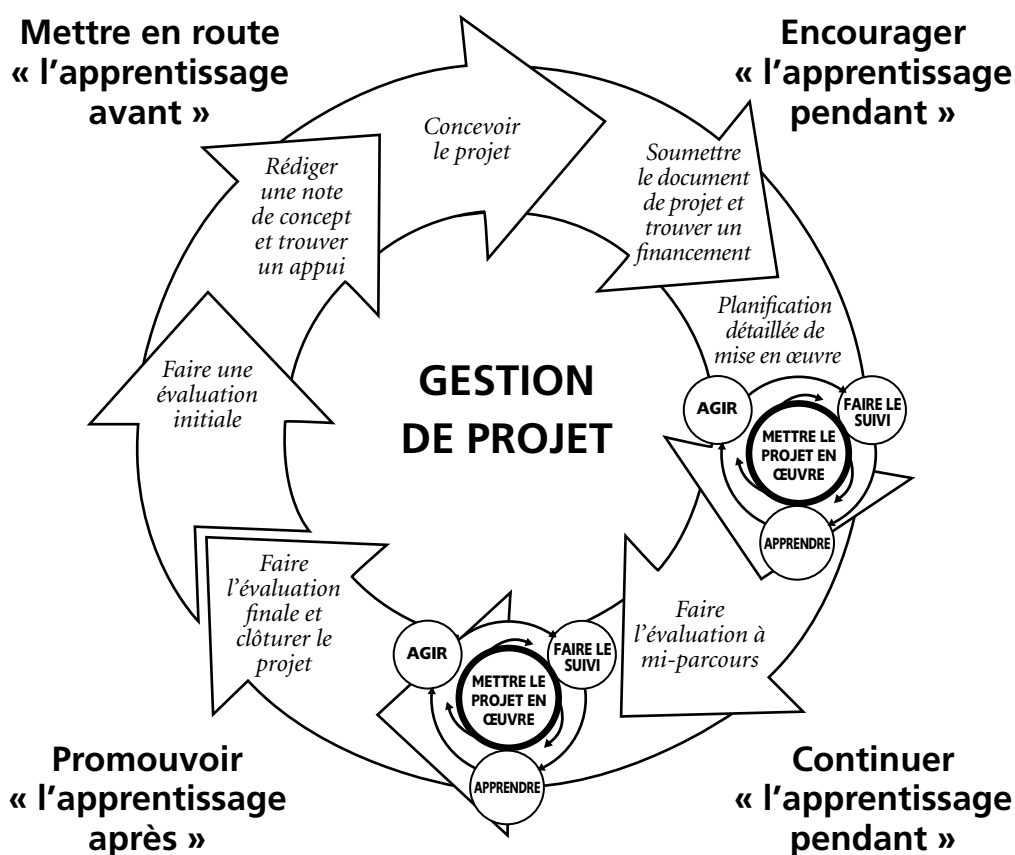 Mettre en route
« l’apprentissage
avant »
Encourager
« l’apprentissage
pendant »
Concevoir
le projet
Rédiger
une note
de concept
et trouver
un appui
Soumettre
le document
de projet et
trouver un
financement
Planification
détaillée de
mise en œuvre
Faire une
évaluation
initiale
GESTION
DE PROJET
AGIR
FAIRE LE
SUIVI
METTRE LE
PROJET EN
ŒUVRE
APPRENDRE
Faire
l’évaluation à
mi-parcours
AGIR
FAIRE LE
SUIVI
METTRE LE
PROJET EN
ŒUVRE
APPRENDRE
Faire
l’évaluation
finale et
clôturer le
projet
Promouvoir
« l’apprentissage
après »
Continuer
« l’apprentissage
pendant »